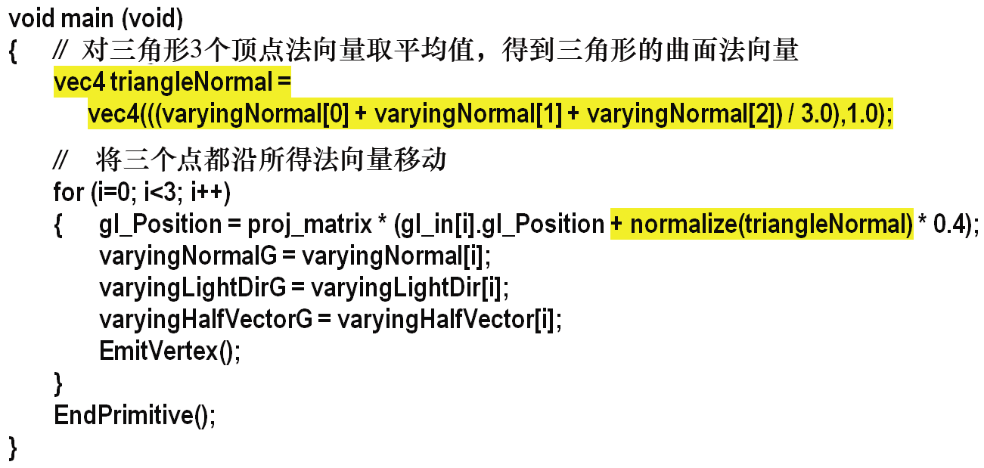 void main (void)
{ // 对三角形3个顶点法向量取平均值，得到三角形的曲面法向量
vec4 triangleNormal =
vec4(((varyingNormal[0] + varyingNormal[1] + varyingNormal[2]) / 3.0),1.0);
// 将三个点都沿所得法向量移动
for (i=0; i<3; i++)
{ gl_Position = proj_matrix * (gl_in[i].gl_Position + normalize(triangleNormal) * 0.4);
varyingNormalG = varyingNormal[i];
varyingLightDirG = varyingLightDir[i];
varyingHalfVectorG = varyingHalfVector[i];
EmitVertex();
}
EndPrimitive();
}